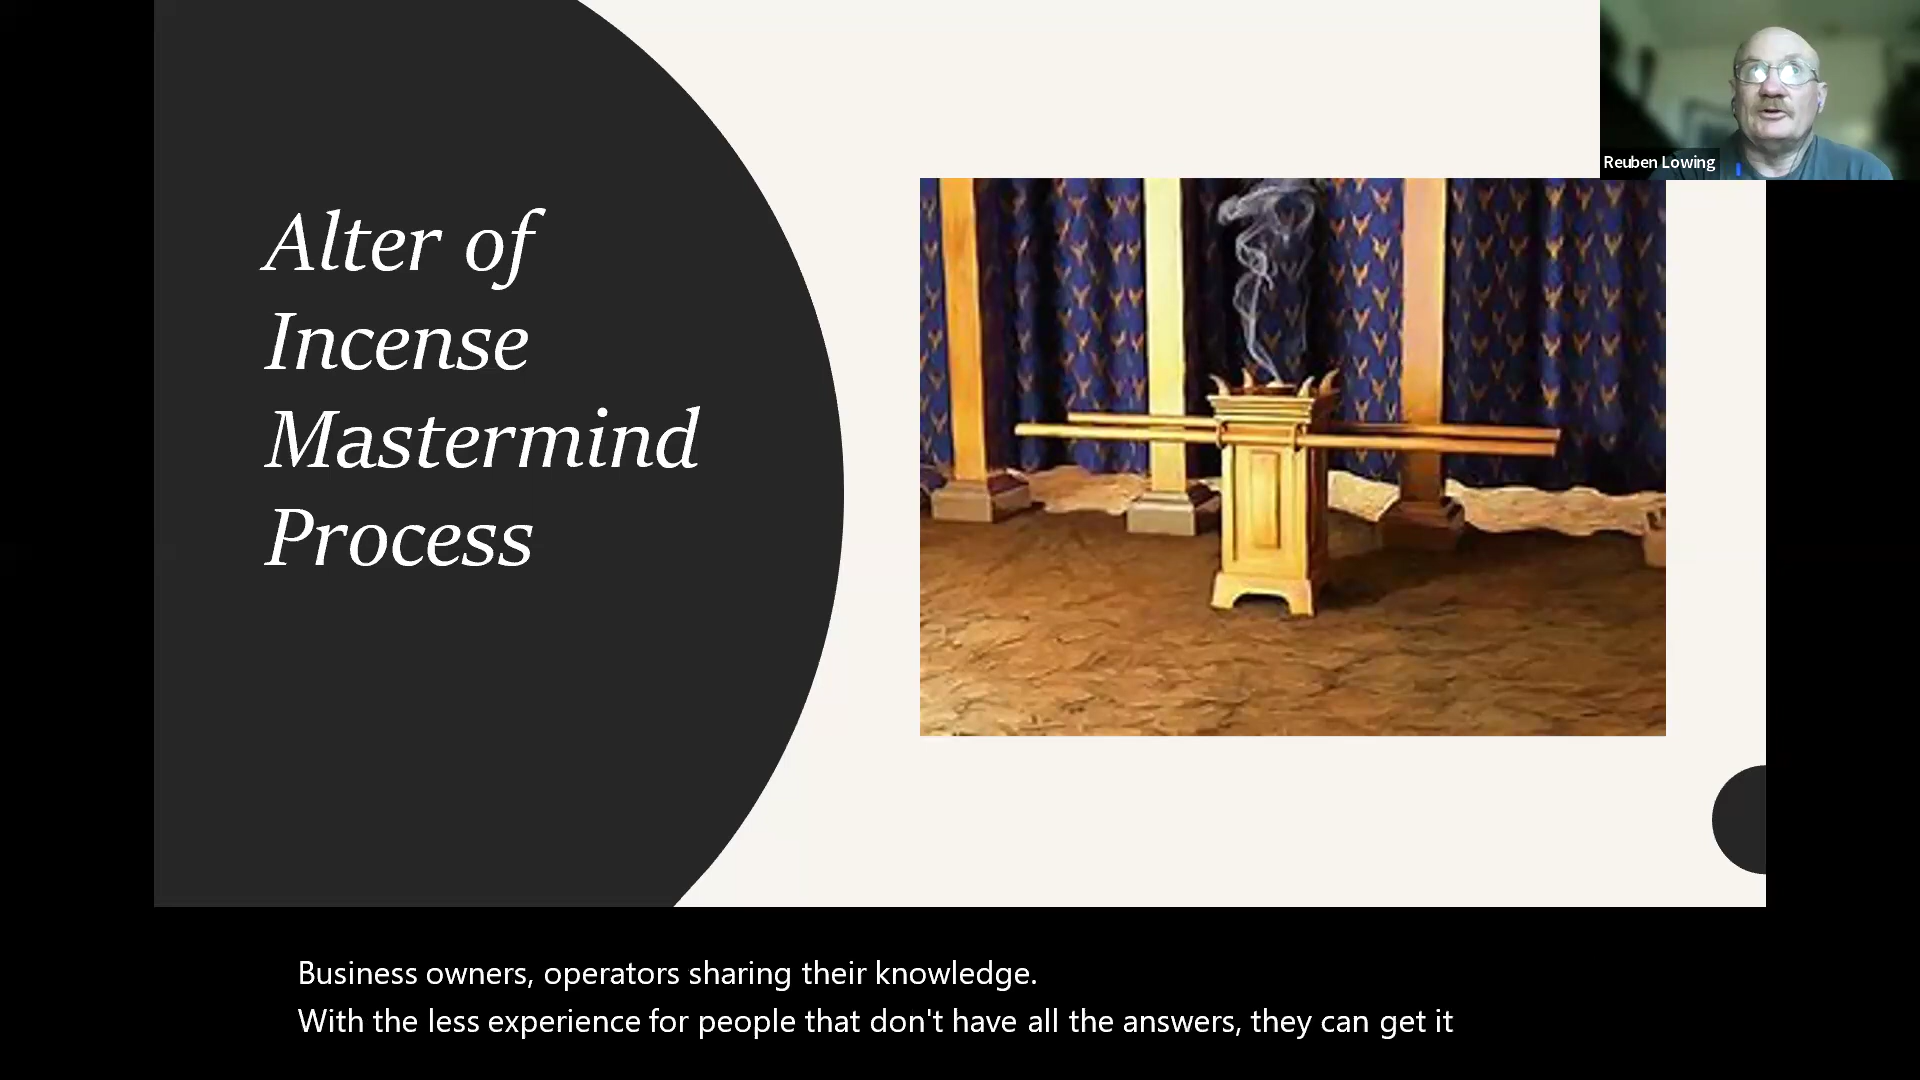 Reuben Lowing
Alter of
Incense
Mastermind
Process
Business owners, operators sharing their knowledge.
With the less experience for people that don't have all the answers, they can get it